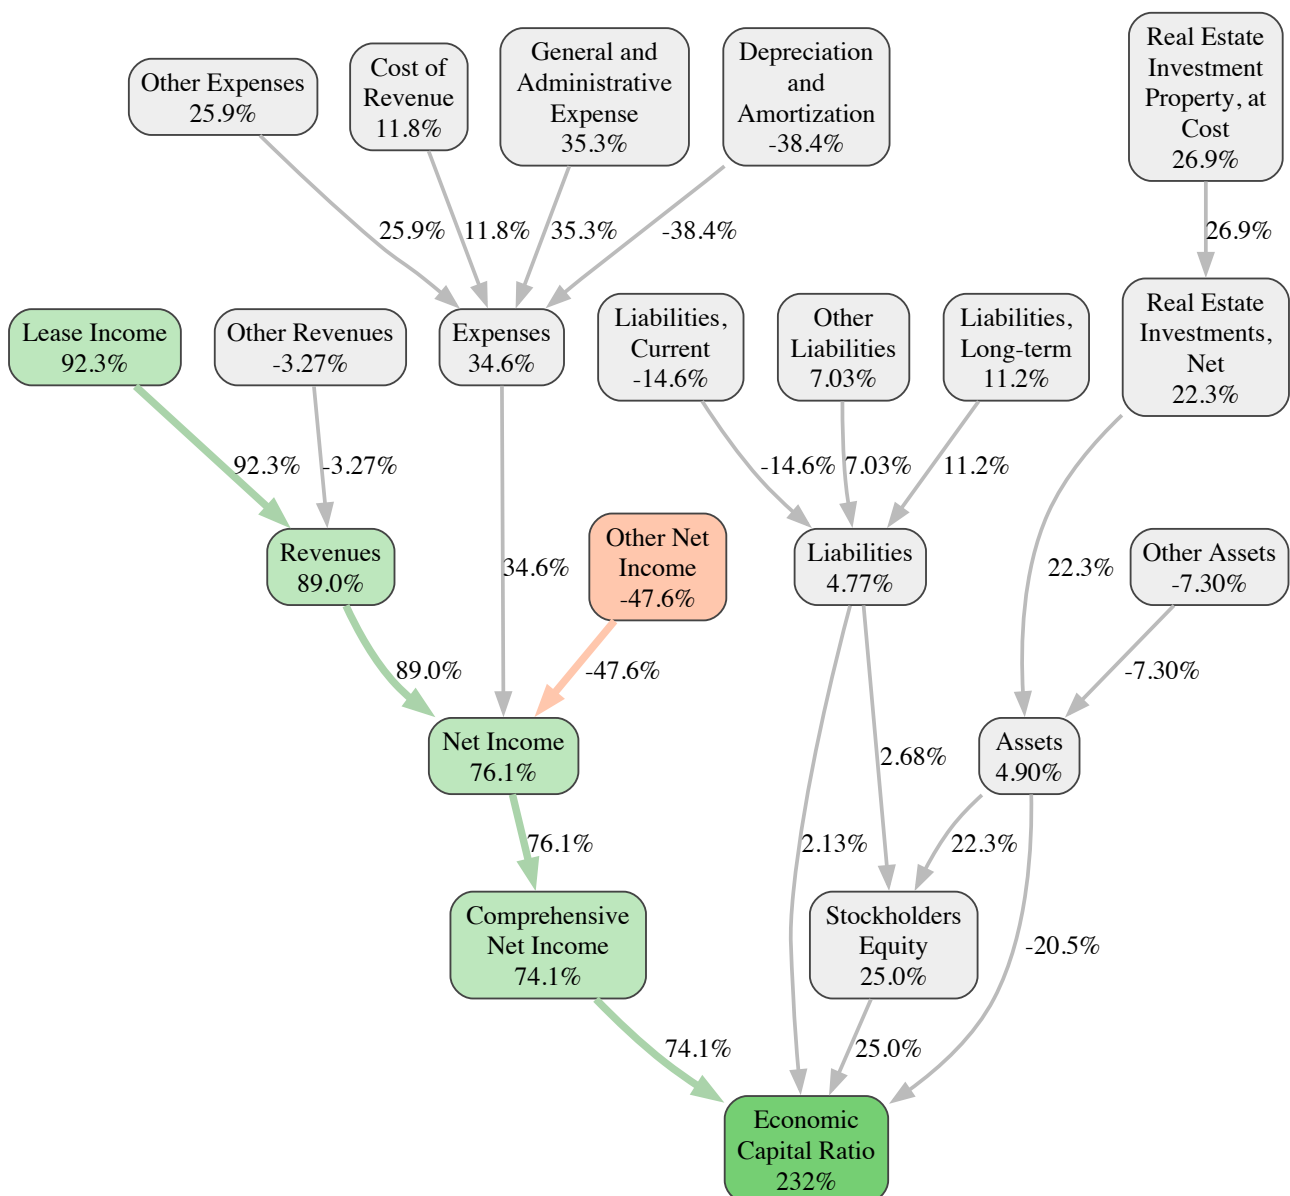 Other Expenses
25.9%
Cost of
Revenue
11.8%
General and
Administrative
Expense
35.3%
Depreciation
and
Amortization
-38.4%
Real Estate
Investment
Property, at
Cost
26.9%
25.9%
11.8%
35.3%
-38.4%
26.9%
Lease Income
92.3%
Other Revenues
-3.27%
Expenses
34.6%
Liabilities,
Current
-14.6%
Other
Liabilities
7.03%
Liabilities,
Long-term
11.2%
Real Estate
Investments,
Net
22.3%
92.3%
-3.27%
-14.6%
7.03%
11.2%
Revenues
89.0%
34.6%
Other Net
Income
-47.6%
Liabilities
4.77%
22.3%
Other Assets
-7.30%
89.0%
-47.6%
-7.30%
Net Income
76.1%
2.68%
Assets
4.90%
76.1%
2.13%
22.3%
Comprehensive
Net Income
74.1%
Stockholders
Equity
25.0%
-20.5%
74.1%
25.0%
Economic
Capital Ratio
232%